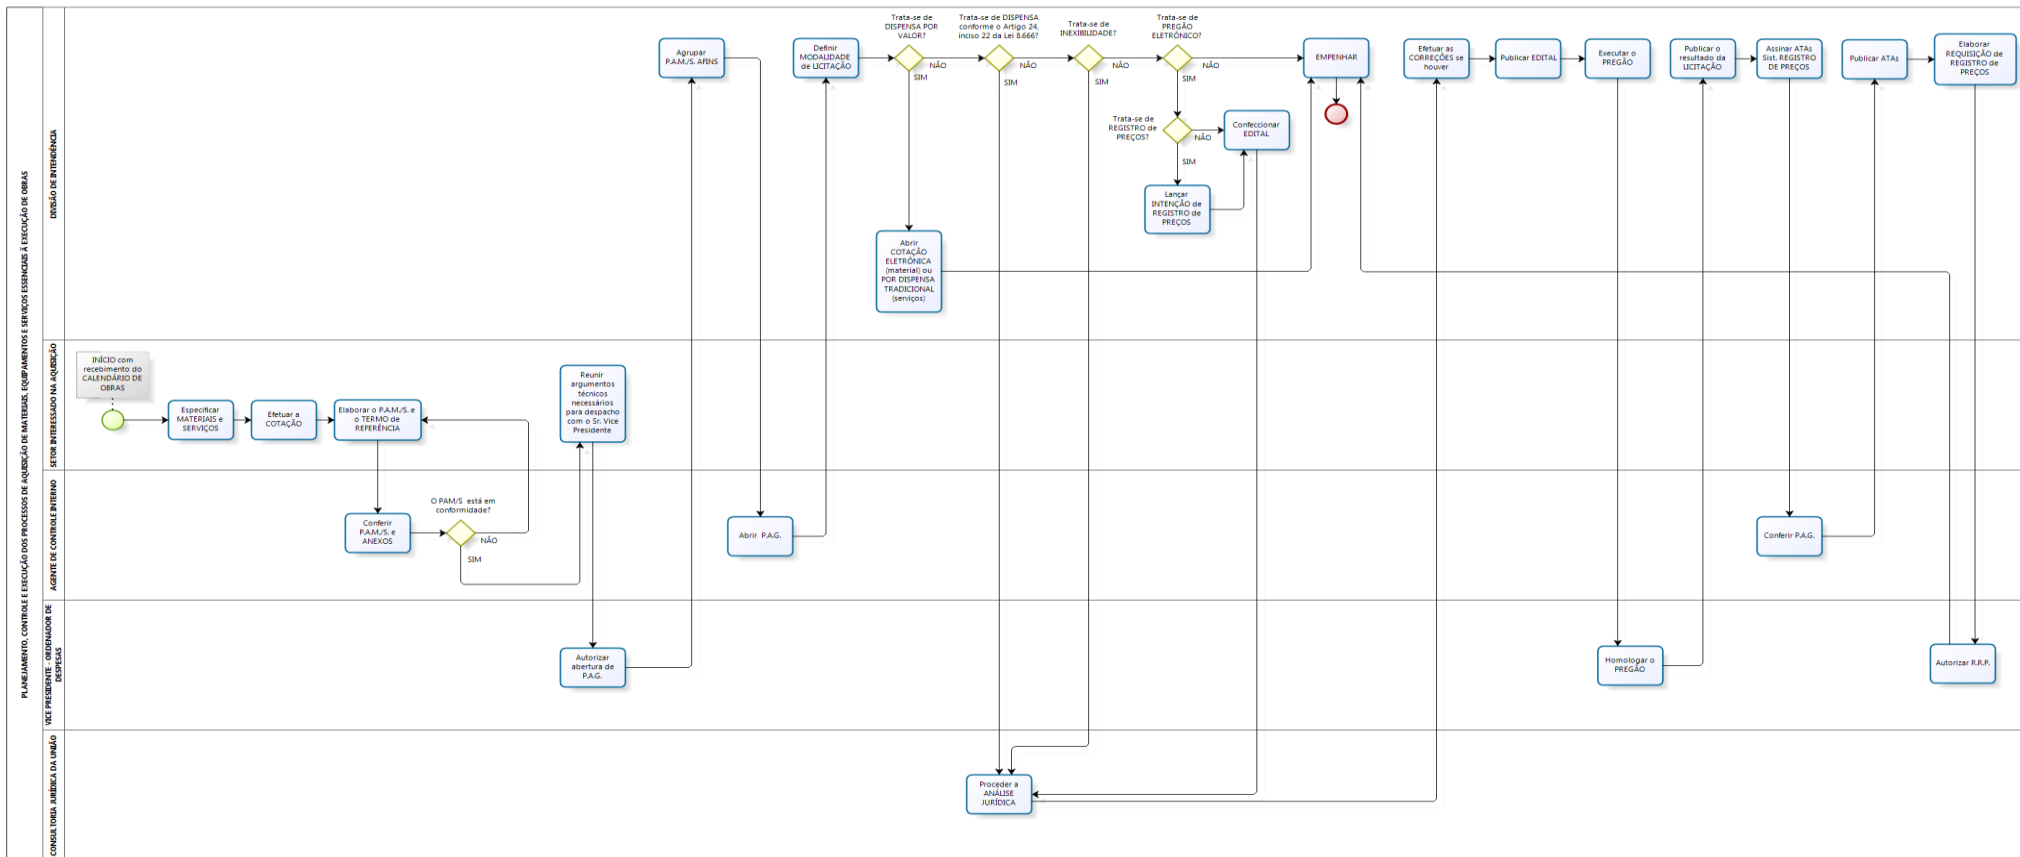 PLANEJAMENTO, CONTROLE E EXECUÇÃO DOS PROCESSOS DE AQUISIÇÃO DE MATERIAIS, EQUIPAMENTOS E SERVIÇOS ESSENCIAIS À EXECUÇÃO DE OBRAS
DIVISÃO DE INTENDÊNCIA
Agrupar
P.A.M./S. AFINS
Definir
MODALIDADE
de LICITAÇÃO
Trata-se de
DISPENSA POR
VALOR?
NÃO
SIM
Trata-se de DISPENSA
conforme o Artigo 24,
inciso 22 da Lei 8.666?
NÃO
SIM
Trata-se de
INEXIBILIDADE?
NÃO
SIM
Trata-se de
PREGÃO
ELETRÔNICO?
NÃO
SIM
EMPENHAR
Efetuar as
CORREÇÕES se
houver
Publicar EDITAL
Executar o
PREGÃO
Publicar o
resultado da
LICITAÇÃO
Assinar ATAs
Sist. REGISTRO
DE PREÇOS
Publicar ATAs
Elaborar
REQUISIÇÃO de
REGISTRO de
PREÇOS
Trata-se de
REGISTRO de
PREÇOS?
NÃO
SIM
Confeccionar
EDITAL
Lançar
INTENÇÃO de
REGISTRO de
PREÇOS
Abrir
COTAÇÃO
ELETRÔNICA
(material) ou
POR DISPENSA
TRADICIONAL
(serviços)
SETOR INTERESSADO NA AQUISIÇÃO
INÍCIO com
recebimento do
CALENDÁRIO DE
OBRAS
Especificar
MATERIAIS e
SERVIÇOS
Efetuar a
COTAÇÃO
Elaborar o P.A.M./S. e
o TERMO de
REFERÊNCIA
Reunir
argumentos
técnicos
necessários
para despacho
com o Sr. Vice
Presidente
AGENTE DE CONTROLE INTERNO
Conferir
P.A.M./S. e
ANEXOS
O PAM/S está em
conformidade?
NÃO
SIM
Abrir P.A.G.
Conferir P.A.G.
VICE PRESIDENTE - ORDENADOR DE
DESPESAS
Autorizar
abertura de
P.A.G.
Homologar o
PREGÃO
Autorizar R.R.P.
CONSULTORIA JURÍDICA DA UNIÃO
Proceder a
ANÁLISE
JURÍDICA